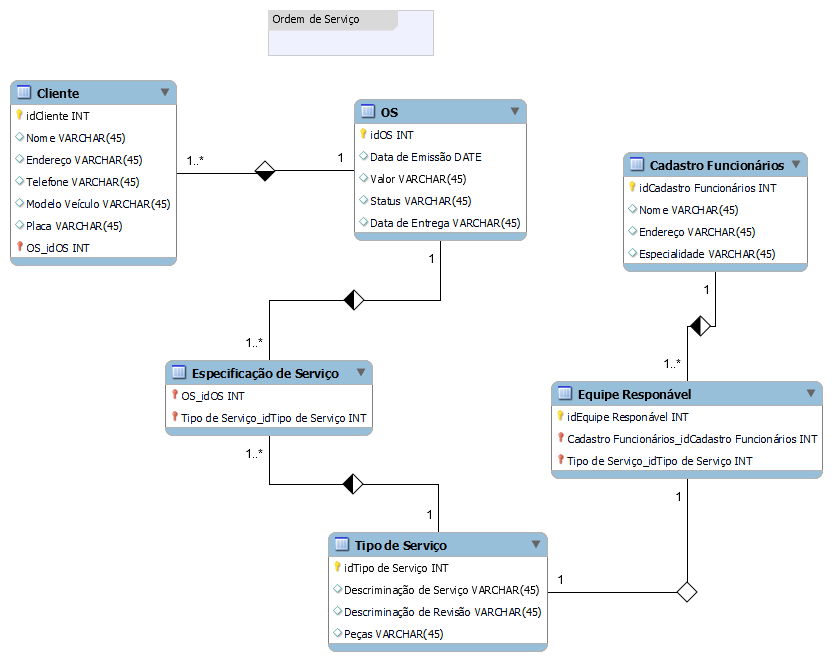 Ordem de Serviço
Cliente
idCliente INT
Nome VARCHAR(45)
Endereço VARCHAR(45)
Telefone VARCHAR(45)
Modelo Veículo VARCHAR(45)
Placa VARCHAR(45)
OS_idOS INT
1..*
1
OS
idOS INT
Data de Emissão DATE
Valor VARCHAR(45)
Status VARCHAR(45)
Data de Entrega VARCHAR(45)
1
1..*
Cadastro Funcionários
idCadastro Funcionários INT
Nome VARCHAR(45)
Endereço VARCHAR(45)
Especialidade VARCHAR(45)
1
1..*
Especificação de Serviço
OS_idOS INT
Tipo de Serviço_idTipo de Serviço INT
1..*
1
Equipe Responável
idEquipe Responável INT
Cadastro Funcionários_idCadastro Funcionários INT
Tipo de Serviço_idTipo de Serviço INT
1
1
Tipo de Serviço
idTipo de Serviço INT
Descriminação de Serviço VARCHAR(45)
Descriminação de Revisão VARCHAR(45)
Peças VARCHAR(45)